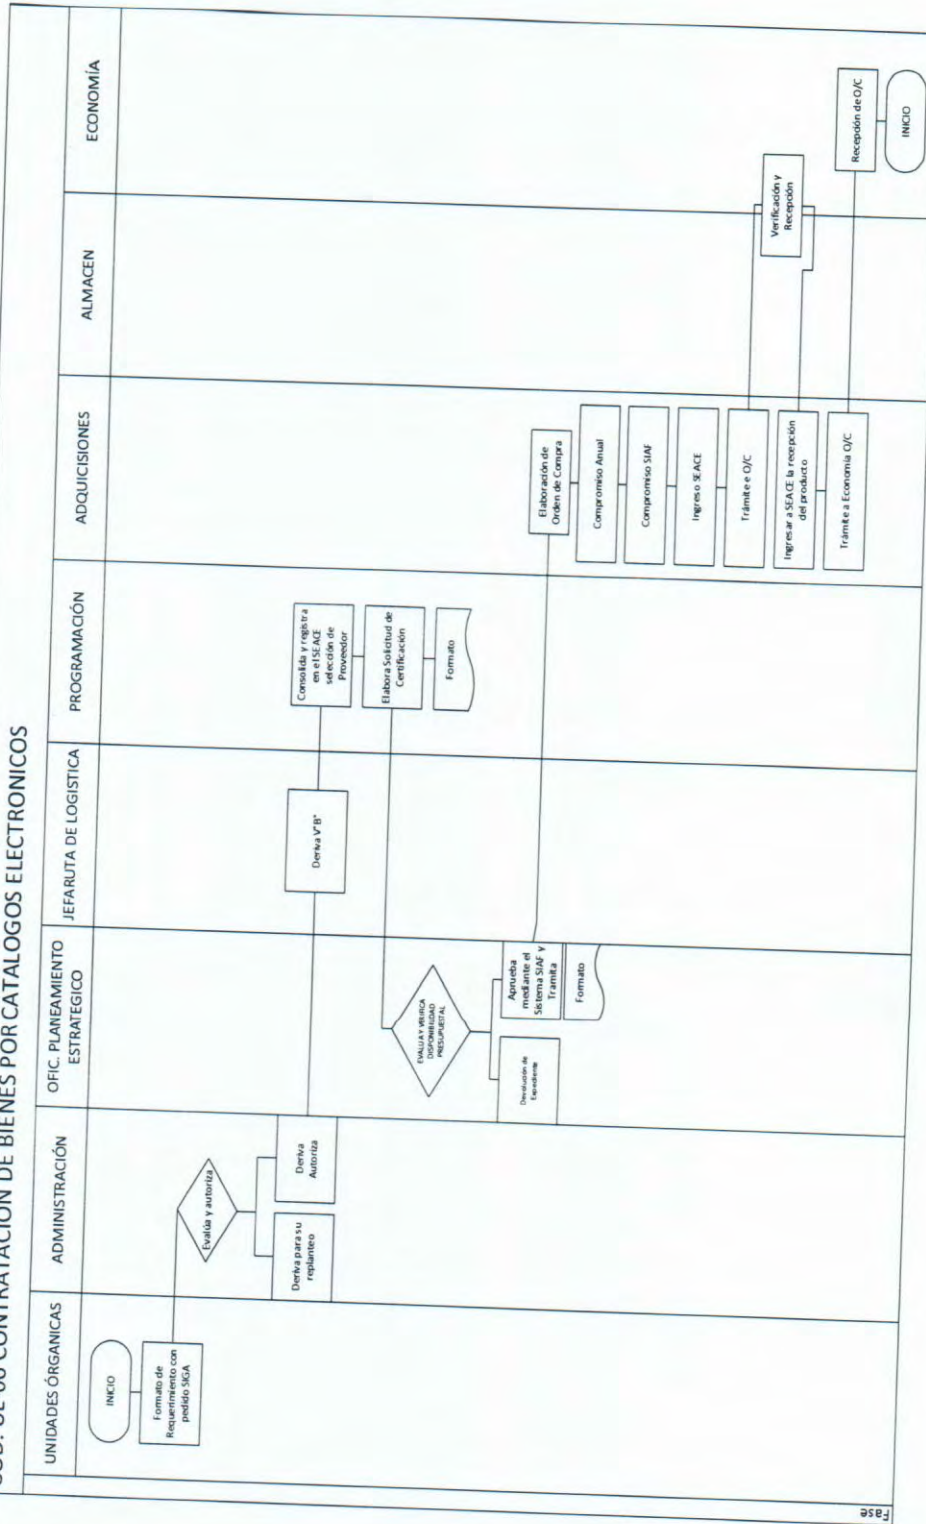 CONTRATACIÓN DE BIENES POR CATALOGOS ELECTRONICOS
UNIDADES ÓRGANICAS
ADMINISTRACIÓN
OFIC. PLANEAMIENTO
ESTRATEGICO
JEFARUTA DE LOGISTICA
PROGRAMACIÓN
ADQUICISIONES
ALMACEN
ECONOMÍA
INICIO
Formato de
Requerimiento con
pedido SIGA
Evalúa y autoriza
Deriva para su
replanteo
Deriva
Autoriza
Deriva V°B°
Consolida y registra
en el SEACE
selección de
Proveedor
Elabora Solicitud de
Certificación
Formato
EVALUA Y VERIFICA
DISPONIBILIDAD
PRESUPUESTAL
Devolución de
Expediente
Aprueba
mediante el
Sistema SIAF y
Tramita
Formato
Elaboración de
Orden de Compra
Compromiso Anual
Compromiso SIAF
Ingreso SEACE
Trámite e O/C
Verificación y
Recepción
Ingresar a SEACE la recepción
del producto
Trámite a Economía O/C
Recepción de O/C
INICIO
Fase